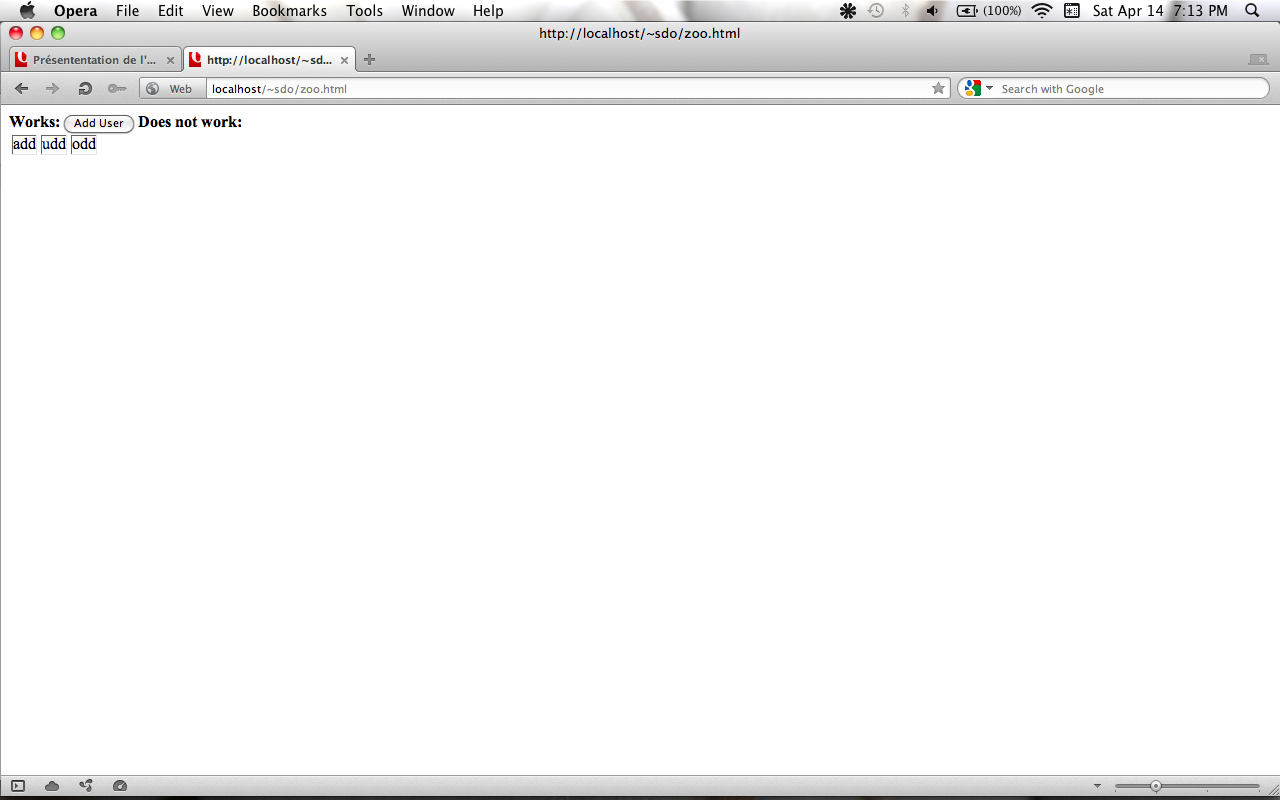 Opera File Edit View Bookmarks Tools Window Help (100%) Sat Apr 14 7:13 PM
http://localhost/~sdo/zoo.html
Présententation de l'... http://localhost/~sd...
Web localhost/~sdo/zoo.html Search with Google
Works: Add User Does not work:
add udd odd